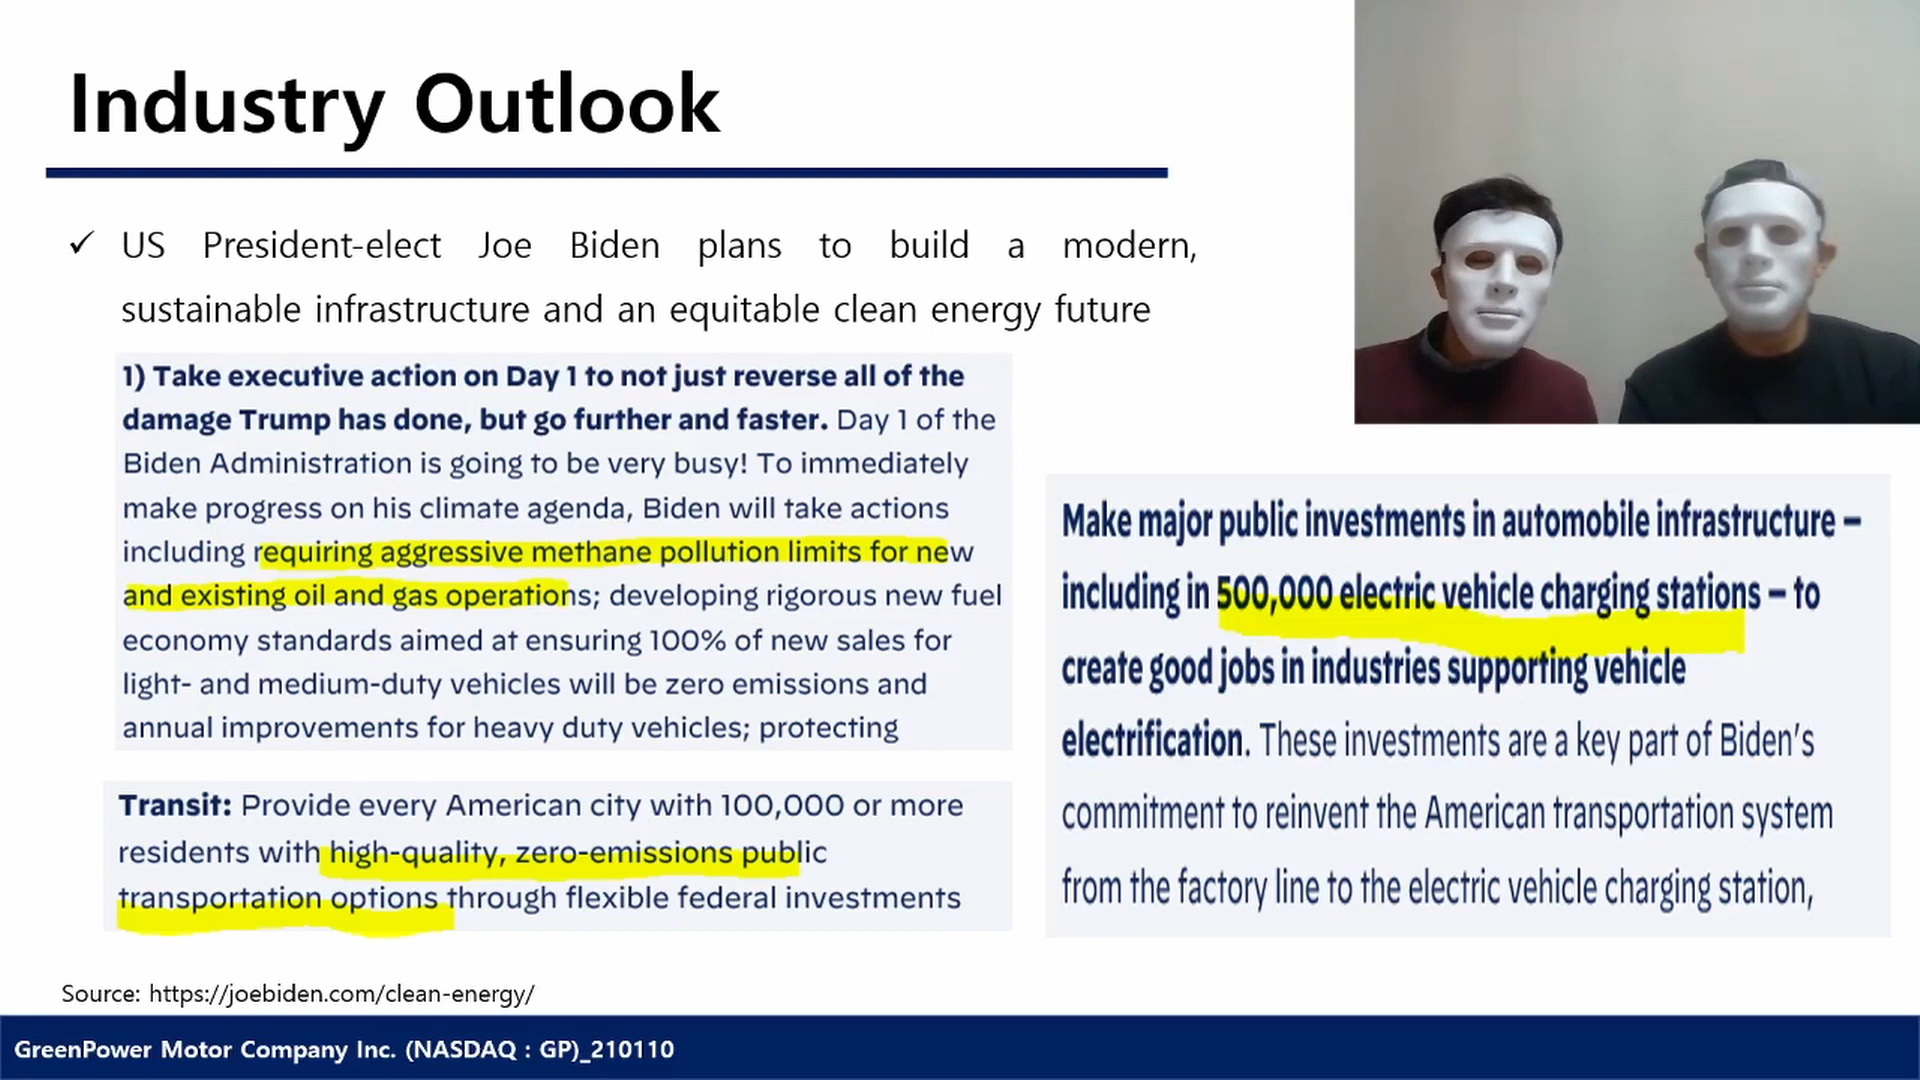 Industry Outlook
✓ US President-elect Joe Biden plans to build a modern,
sustainable infrastructure and an equitable clean energy future
1) Take executive action on Day 1 to not just reverse all of the
damage Trump has done, but go further and faster. Day 1 of the
Biden Administration is going to be very busy! To immediately
make progress on his climate agenda, Biden will take actions
including requiring aggressive methane pollution limits for new
and existing oil and gas operations; developing rigorous new fuel
economy standards aimed at ensuring 100% of new sales for
light- and medium-duty vehicles will be zero emissions and
annual improvements for heavy duty vehicles; protecting
Transit: Provide every American city with 100,000 or more
residents with high-quality, zero-emissions public
transportation options through flexible federal investments
Make major public investments in automobile infrastructure –
including in 500,000 electric vehicle charging stations – to
create good jobs in industries supporting vehicle
electrification. These investments are a key part of Biden's
commitment to reinvent the American transportation system
from the factory line to the electric vehicle charging station,
Source: https://joebiden.com/clean-energy/
GreenPower Motor Company Inc. (NASDAQ : GP)_210110